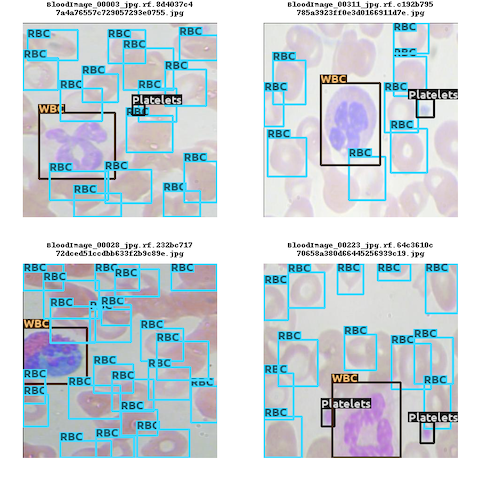 BloodImage_00003_jpg.rf.8d4037c4
7a4a76557c729057293e0755.jpg
RBC
RBC
RBC
RBC
RBC
RBC
RBC
WBC
Platelets
RBC
RBC
RBC
RBC
RBC
RBC
BloodImage_00311_jpg.rf.c192b795
785a3923ff0e3d0166911d7e.jpg
RBC
RBC
RBC
RBC
WBC
RBC
RBC
Platelets
RBC
RBC
RBC
BloodImage_00028_jpg.rf.232bc717
72dced51ccdbb633f2b9c89e.jpg
RBC
RBC
RBC
RBC
RBC
RBC
RBC
WBC
RBC
RBC
RBC
RBC
RBC
RBC
RBC
RBC
RBC
RBC
RBC
RBC
RBC
BloodImage_00223_jpg.rf.64c3610c
70658a380d66445256939c19.jpg
RBC
RBC
RBC
RBC
RBC
RBC
RBC
RBC
RBC
RBC
WBC
RBC
Platelets
RBC
Platelets